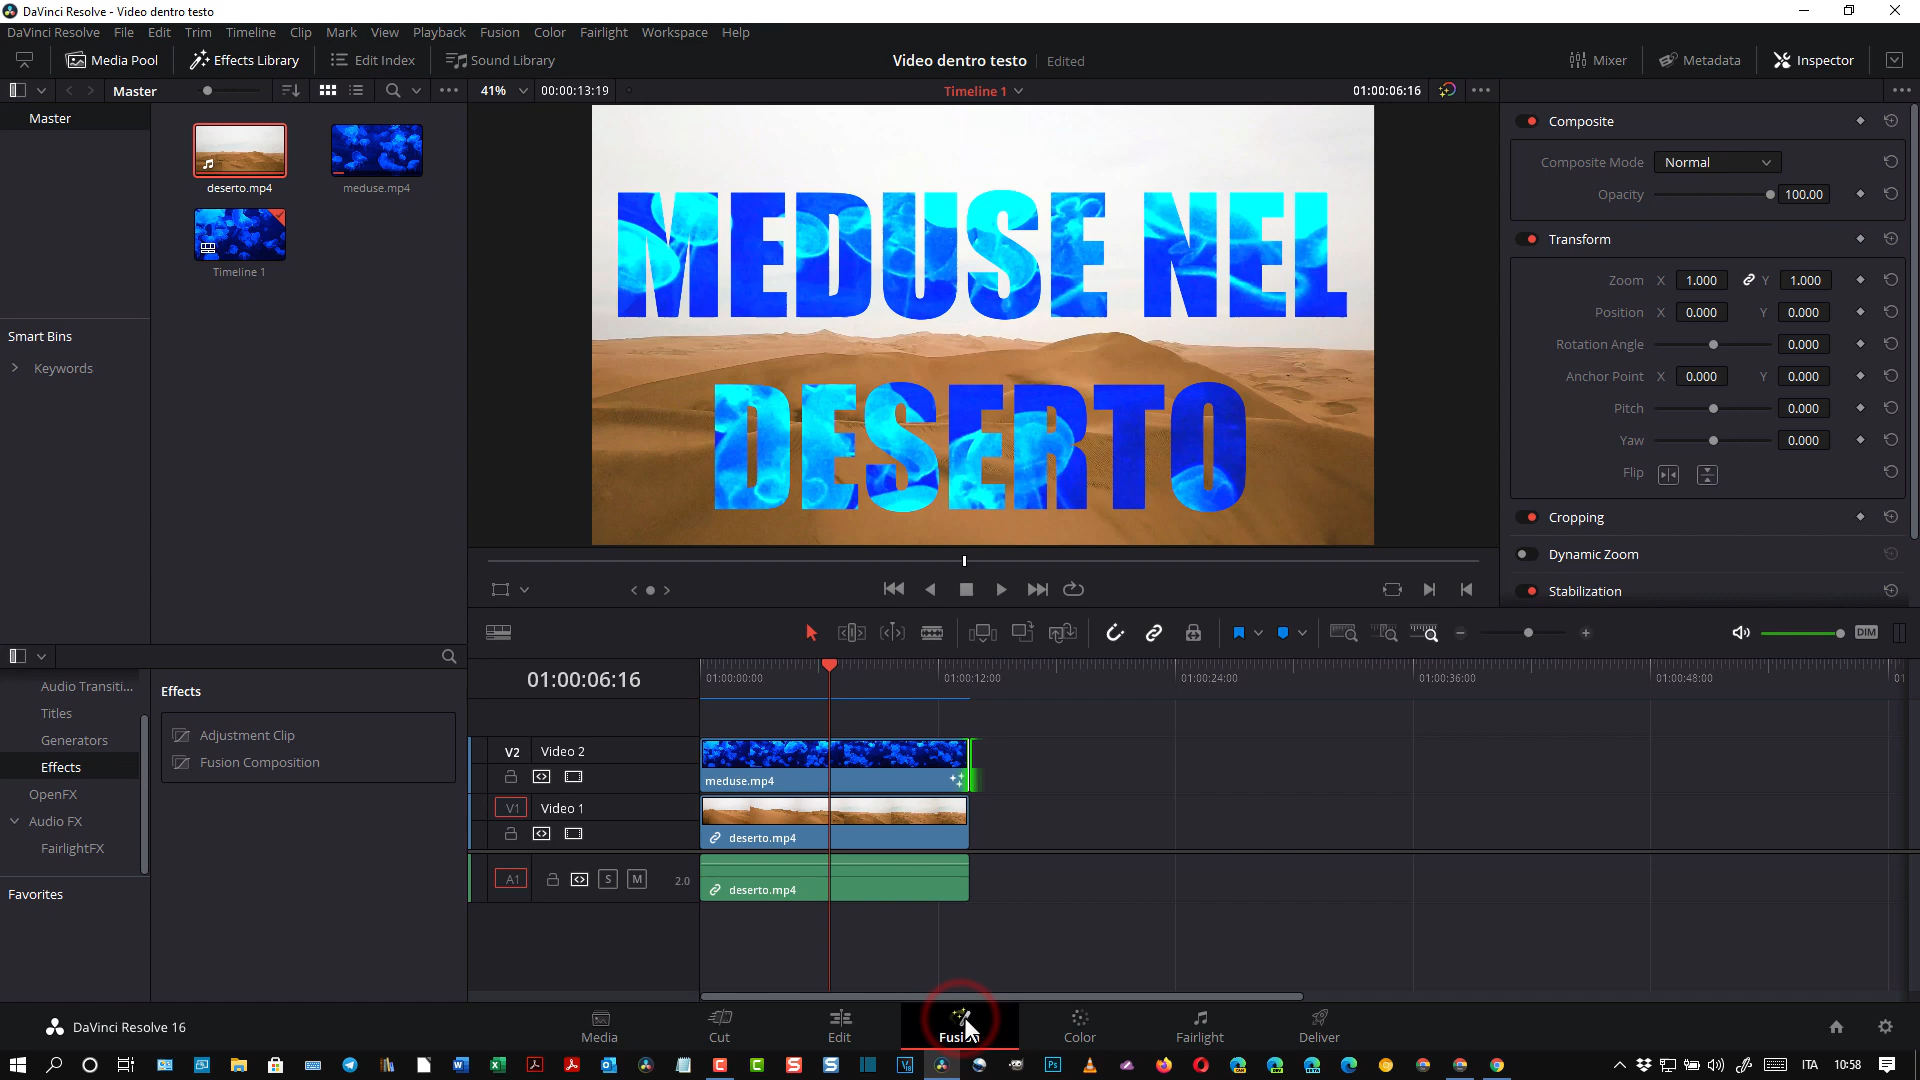 DaVinci Resolve - Video dentro testo
DaVinci Resolve File Edit Trim Timeline Clip Mark View Playback Fusion Color Fairlight Workspace Help
Media Pool Effects Library Edit Index Sound Library Video dentro testo Edited Mixer Metadata Inspector
Master 41% 00:00:13:19 Timeline 1 01:00:06:16
Master
deserto.mp4 meduse.mp4
Timeline 1
Smart Bins
Keywords
MEDUSE NEL
DESERTO
Composite
Composite Mode Normal
Opacity 100.00
Transform
Zoom X 1.000 Y 1.000
Position X 0.000 Y 0.000
Rotation Angle 0.000
Anchor Point X 0.000 Y 0.000
Pitch 0.000
Yaw 0.000
Flip
Cropping
Dynamic Zoom
Stabilization
DIM
Audio Transiti...
Titles
Generators
Effects
OpenFX
Audio FX
FairlightFX
Favorites
Effects
Adjustment Clip
Fusion Composition
01:00:06:16
01:00:00:00 01:00:12:00 01:00:24:00 01:00:36:00 01:00:48:00 01
V2 Video 2
meduse.mp4
V1 Video 1
deserto.mp4
A1 S M 2.0
deserto.mp4
DaVinci Resolve 16
Media Cut Edit Fusion Color Fairlight Deliver
ITA 10:58